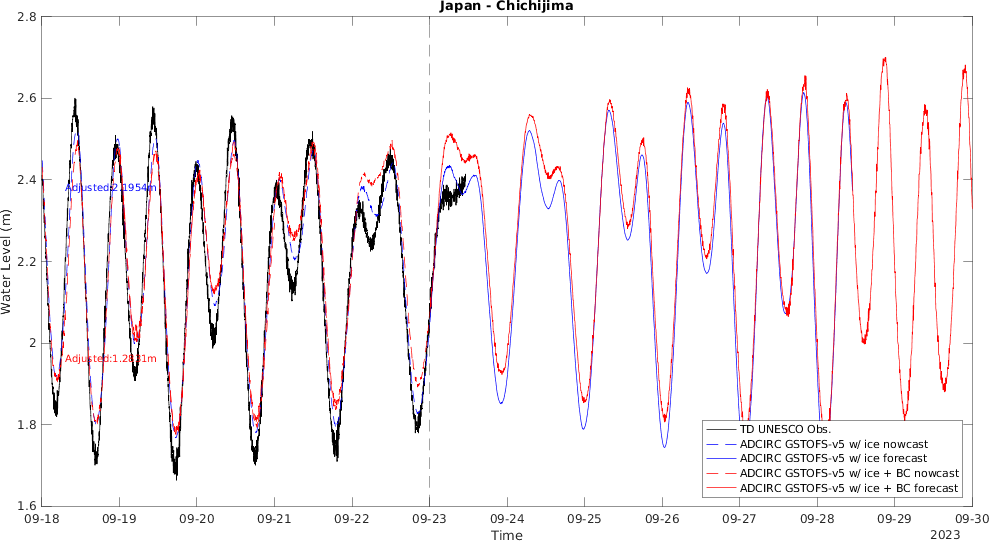 Japan - Chichijima
2.8
2.6
2.4
2.2
2
1.8
1.6
Water Level (m)
Adjusted:2.1954m
Adjusted:1.2831m
TD UNESCO Obs.
ADCIRC GSTOFS-v5 w/ ice nowcast
ADCIRC GSTOFS-v5 w/ ice forecast
ADCIRC GSTOFS-v5 w/ ice + BC nowcast
ADCIRC GSTOFS-v5 w/ ice + BC forecast
09-18 09-19 09-20 09-21 09-22 09-23 09-24 09-25 09-26 09-27 09-28 09-29 09-30
Time
2023